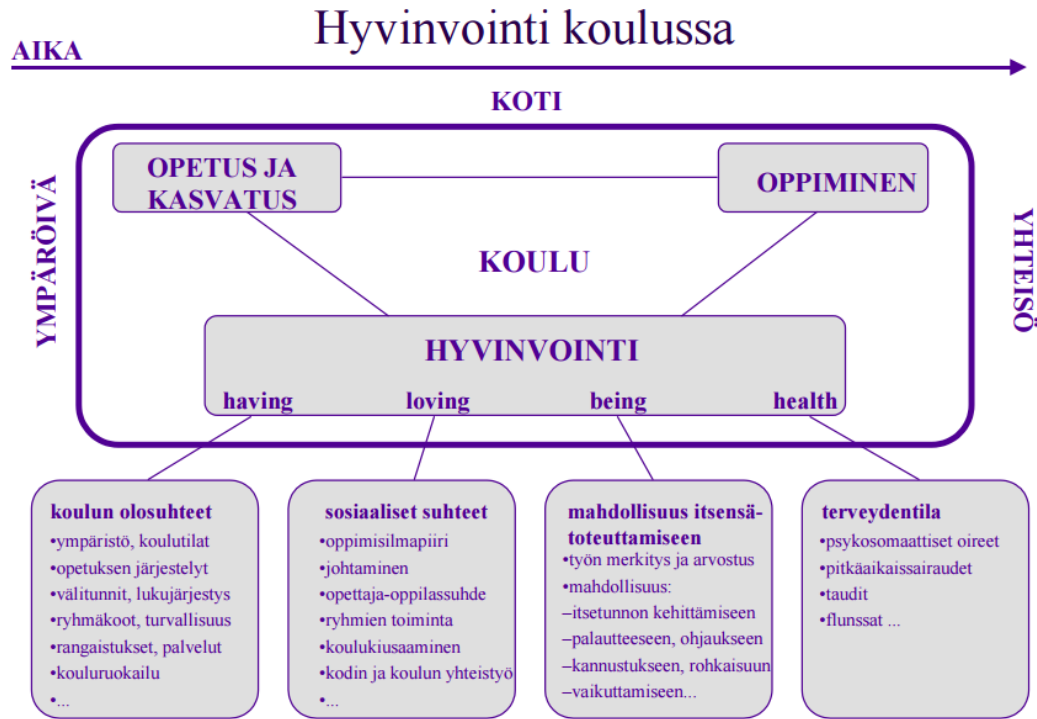 Hyvinvointi koulussa
AIKA
KOTI
YMPÄRÖIVÄ
YHTEISÖ
OPETUS JA
KASVATUS
OPPIMINEN
KOULU
HYVINVOINTI
having
loving
being
health
koulun olosuhteet
•ympäristö, koulutilat
•opetuksen järjestelyt
•välitunnit, lukujärjestys
•ryhmäkoot, turvallisuus
•rangaistukset, palvelut
•kouluruokailu
•...
sosiaaliset suhteet
•oppimisilmapiiri
•johtaminen
•opettaja-oppilassuhde
•ryhmien toiminta
•koulukiusaaminen
•kodin ja koulun yhteistyö
•...
mahdollisuus itsensä-
toteuttamiseen
•työn merkitys ja arvostus
•mahdollisuus:
–itsetunnon kehittämiseen
–palautteeseen, ohjaukseen
–kannustukseen, rohkaisuun
–vaikuttamiseen...
terveydentila
•psykosomaattiset oireet
•pitkäaikaissairaudet
•taudit
•flunssat ...